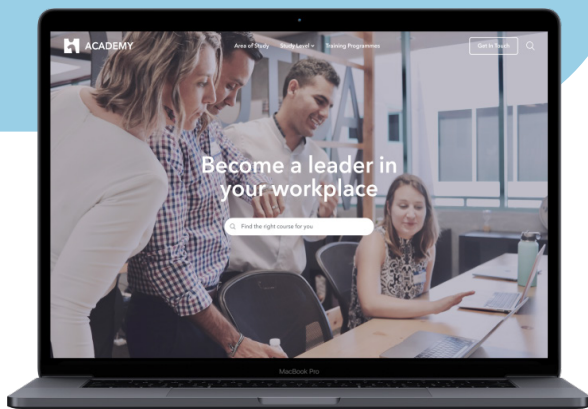 ACADEMY
Area of Study Study Level Training Programmes
Get In Touch
Become a leader in
your workplace
Find the right course for you
MacBook Pro